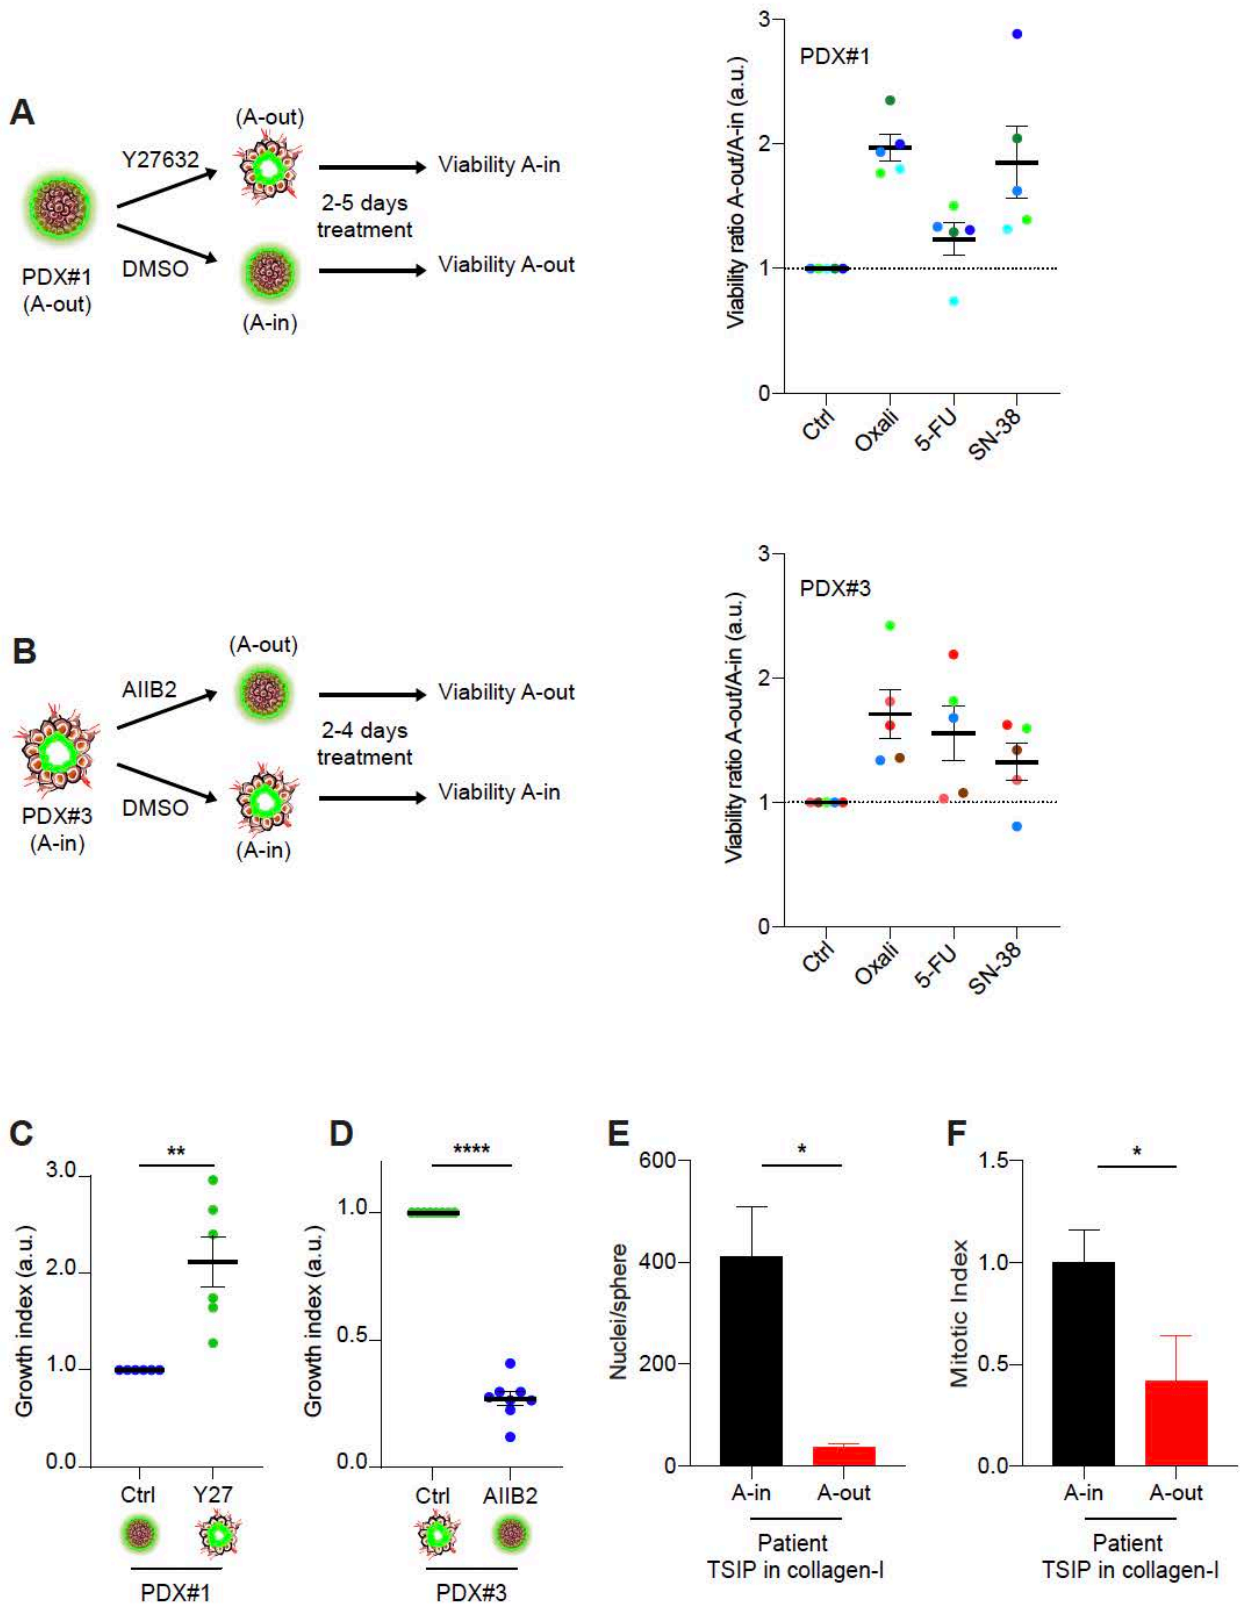 A
(A-out)
Y27632
Viability A-in
2-5 days
treatment
DMSO
Viability A-out
PDX#1
(A-out)
(A-in)
PDX#1
Viability ratio A-out/A-in (a.u.)
3
2
1
0
Ctrl
Oxali
5-FU
SN-38
B
(A-out)
AIIB2
Viability A-out
2-4 days
treatment
DMSO
Viability A-in
PDX#3
(A-in)
(A-in)
PDX#3
Viability ratio A-out/A-in (a.u.)
3
2
1
0
Ctrl
Oxali
5-FU
SN-38
C
**
Growth index (a.u.)
3.0
2.0
1.0
0.0
Ctrl Y27
PDX#1
D
****
Growth index (a.u.)
1.0
0.5
0.0
Ctrl AIIB2
PDX#3
E
*
Nuclei/sphere
600
400
200
0
A-in A-out
Patient
TSIP in collagen-I
F
*
Mitotic Index
1.5
1.0
0.5
0.0
A-in A-out
Patient
TSIP in collagen-I